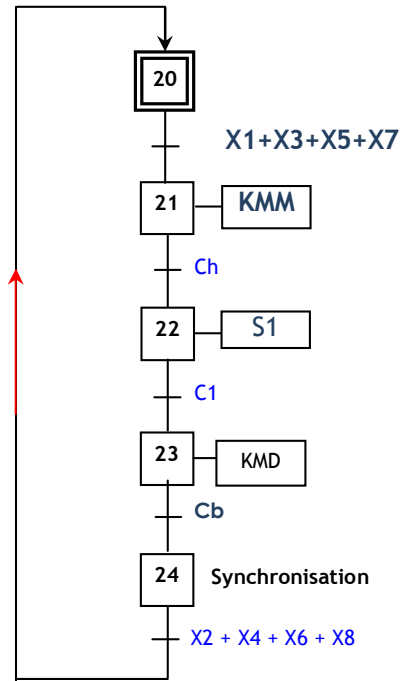 20
X1+X3+X5+X7
21 KMM
Ch
22 S1
C1
23 KMD
Cb
24 Synchronisation
X2 + X4 + X6 + X8